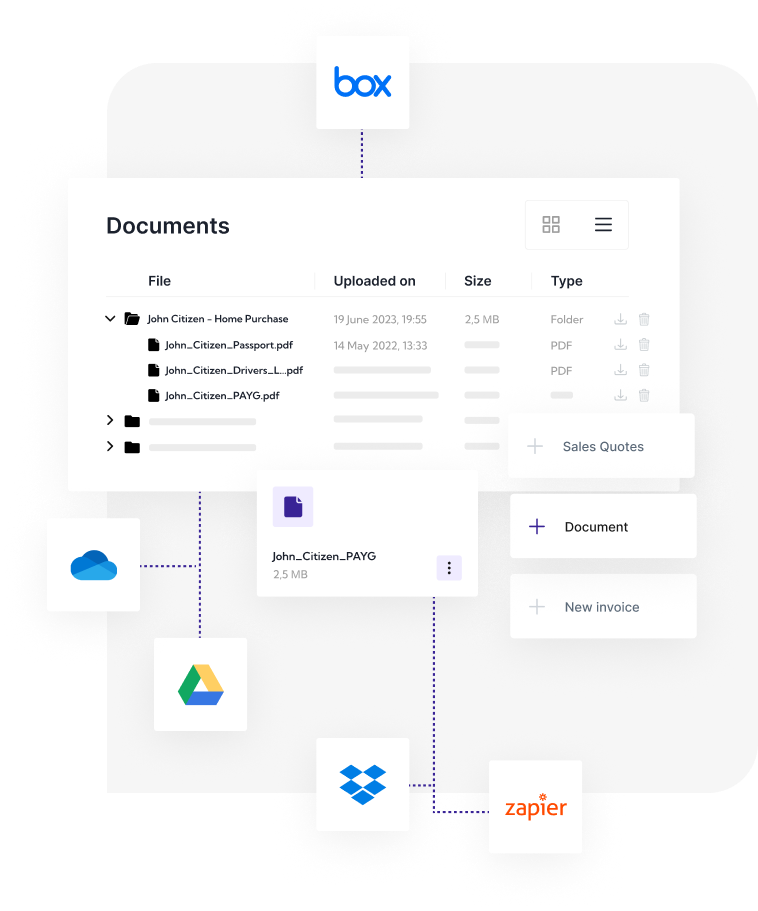 box
Documents
File Uploaded on Size Type
John Citizen - Home Purchase 19 June 2023, 19:55 2,5 MB Folder
John_Citizen_Passport.pdf 14 May 2022, 13:33 PDF
John_Citizen_Drivers_L...pdf PDF
John_Citizen_PAYG.pdf
Sales Quotes
Document
John_Citizen_PAYG
2,5 MB
New invoice
zapier